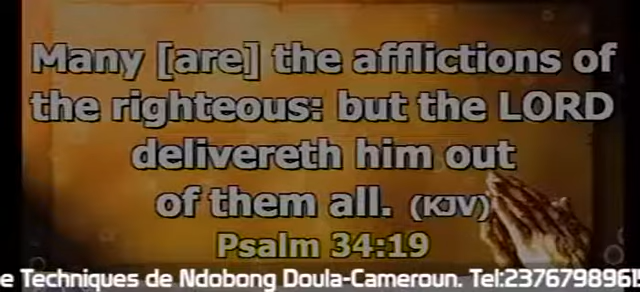 Many [are] the afflictions of
the righteous: but the LORD
delivereth him out
of them all. (KJV)
Psalm 34:19
e Techniques de Ndobong Doula-Cameroun. Tel:23767989615